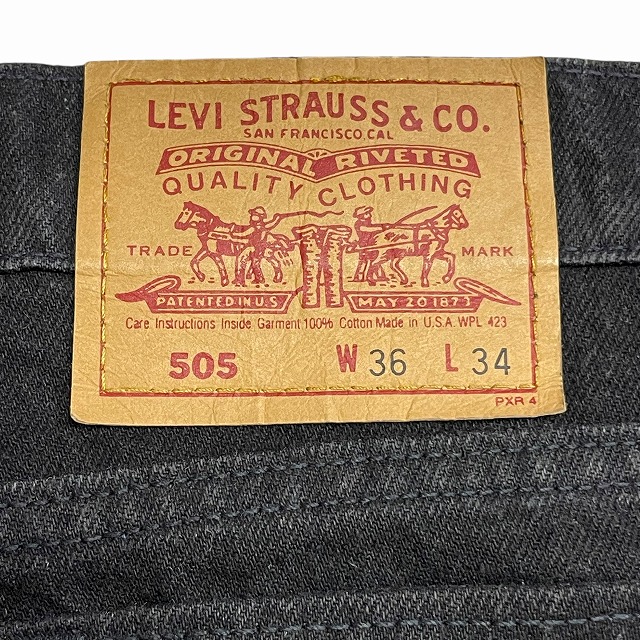 LEVI STRAUSS & CO.
SAN FRANCISCO.CAL
ORIGINAL RIVETED
QUALITY CLOTHING
TRADE MARK
PATENTED IN U.S. MAY 20 1873
Care Instructions Inside Garment 100% Cotton Made in U.S.A. WPL 423
505 W 36 L 34
PXR 4